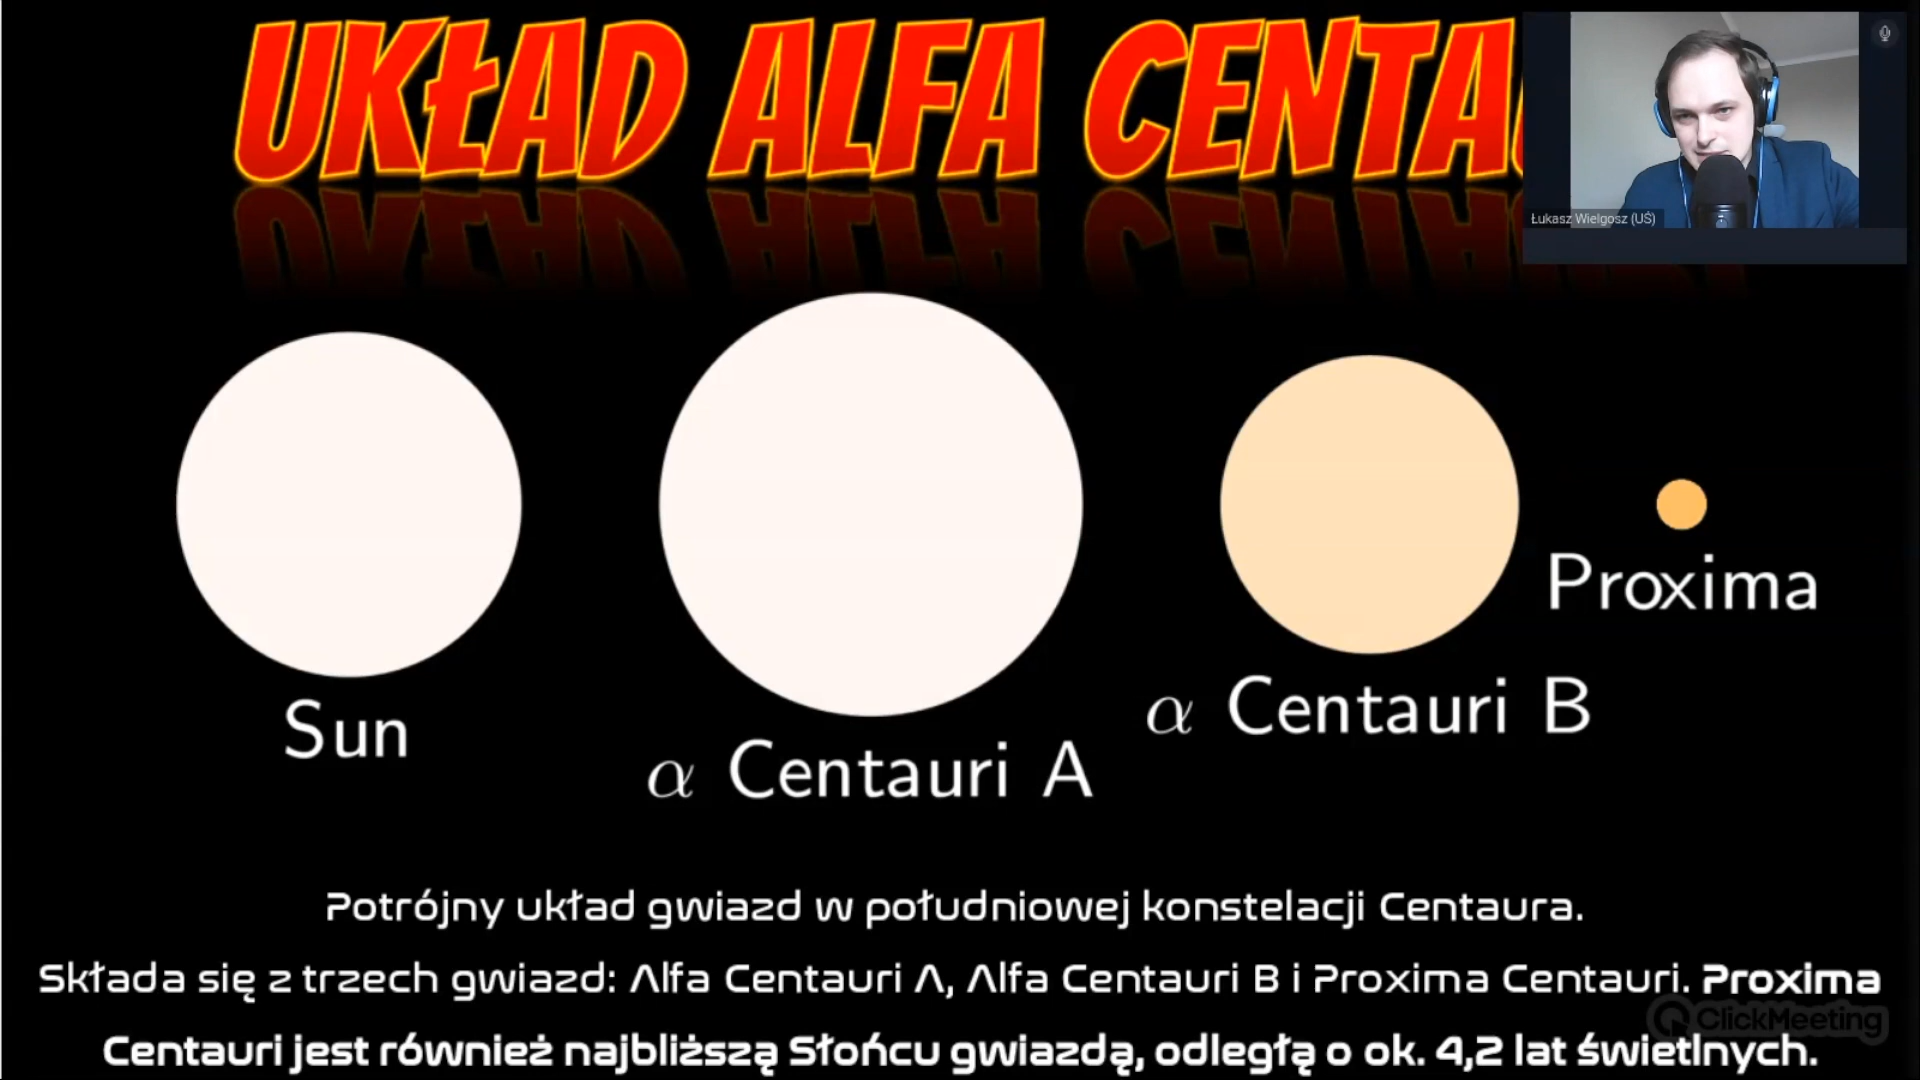 UKŁAD ALFA CENTAU
Łukasz Wielgosz (UŚ)
Sun
α Centauri A
α Centauri B
Proxima
Potrójny układ gwiazd w południowej konstelacji Centaura.
Składa się z trzech gwiazd: Alfa Centauri A, Alfa Centauri B i Proxima Centauri. Proxima
Centauri jest również najbliższą Słońcu gwiazdą, odległą o ok. 4,2 lat świetlnych.
ClickMeeting